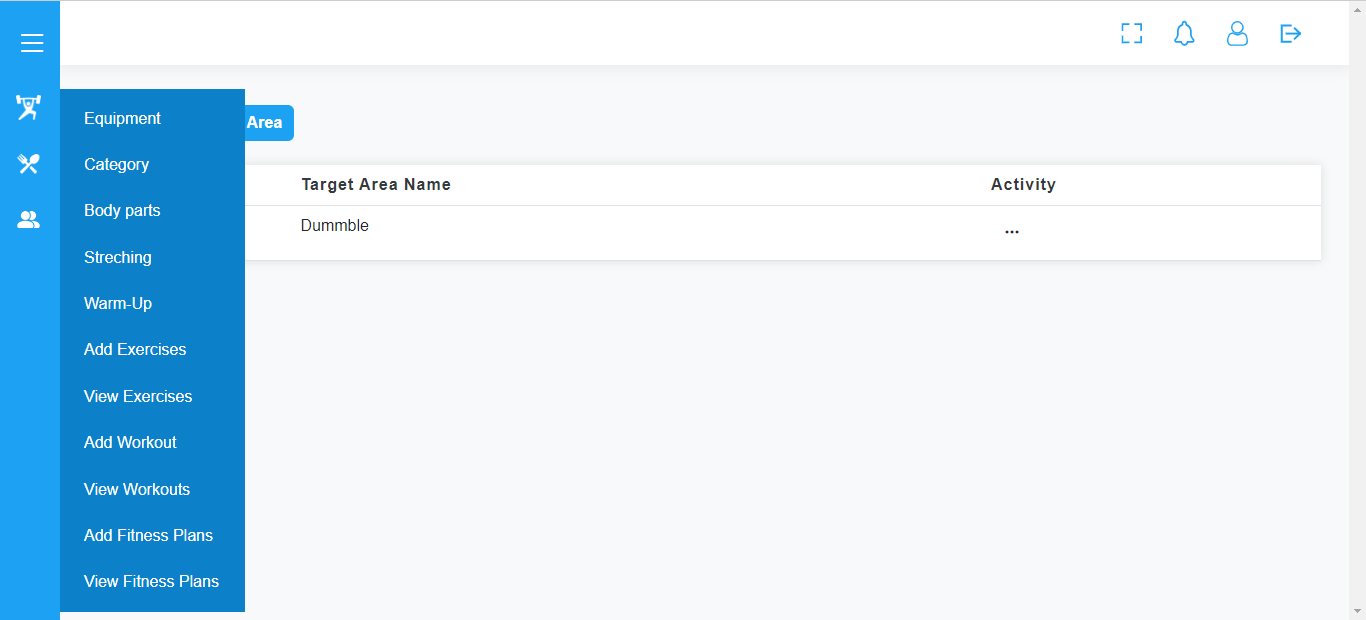 Equipment
Category
Body parts
Streching
Warm-Up
Add Exercises
View Exercises
Add Workout
View Workouts
Add Fitness Plans
View Fitness Plans
Area
Target Area Name Activity
Dummble ...